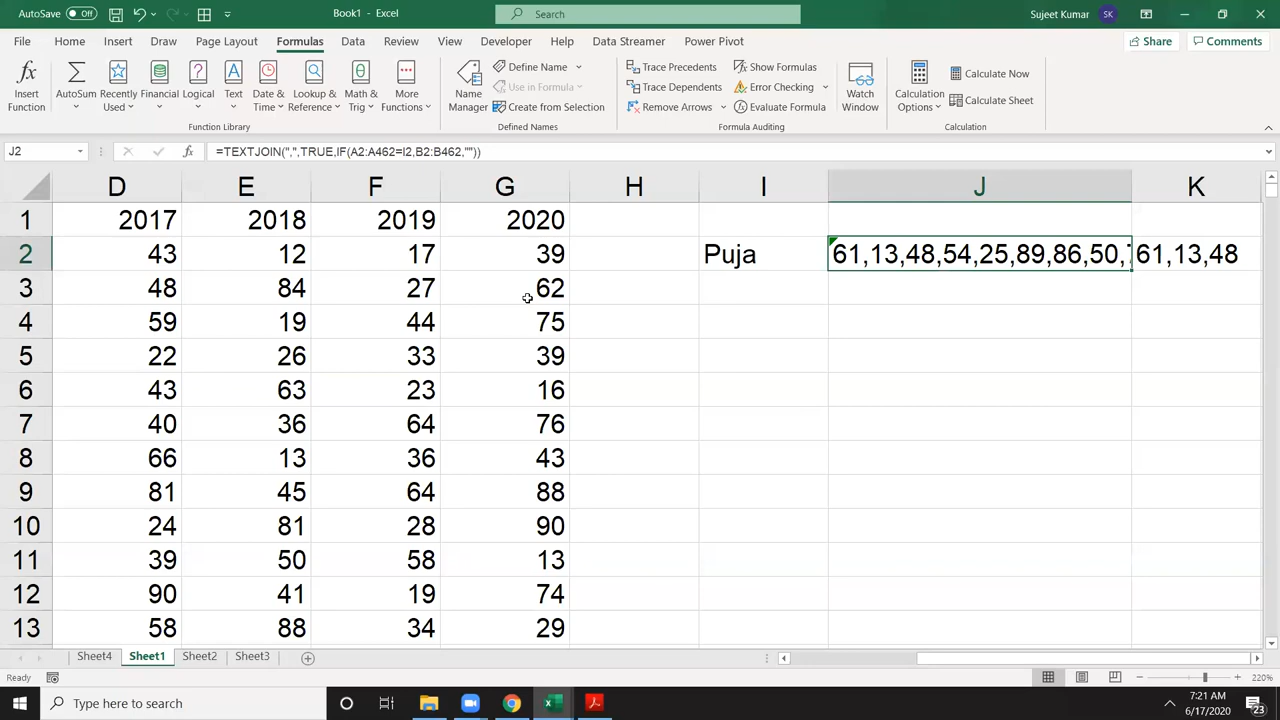 AutoSave Off Book1 - Excel Search Sujeet Kumar SK
File Home Insert Draw Page Layout Formulas Data Review View Developer Help Data Streamer Power Pivot Share Comments
Insert Function
AutoSum
Recently Used
Financial
Logical
Text
Date & Time
Lookup & Reference
Math & Trig
More Functions
Function Library
Name Manager
Define Name
Use in Formula
Create from Selection
Defined Names
Trace Precedents
Trace Dependents
Remove Arrows
Show Formulas
Error Checking
Evaluate Formula
Formula Auditing
Watch Window
Calculation Options
Calculate Now
Calculate Sheet
Calculation
J2 fx =TEXTJOIN(",",TRUE,IF(A2:A462=I2,B2:B462,""))
D E F G H I J K
1 2017 2018 2019 2020
2 43 12 17 39 Puja 61,13,48,54,25,89,86,50, 61,13,48
3 48 84 27 62
4 59 19 44 75
5 22 26 33 39
6 43 63 23 16
7 40 36 64 76
8 66 13 36 43
9 81 45 64 88
10 24 81 28 90
11 39 50 58 13
12 90 41 19 74
13 58 88 34 29
Sheet4 Sheet1 Sheet2 Sheet3
Ready 220%
Type here to search 7:21 AM
6/17/2020 23